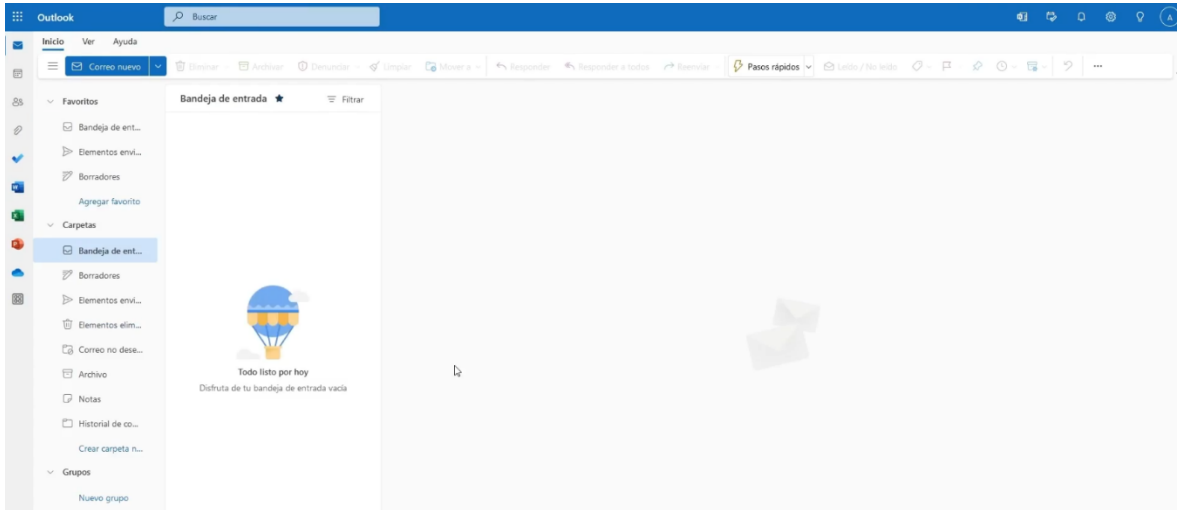 Outlook
Buscar
A
Inicio Ver Ayuda
Correo nuevo Eliminar Archivar Denunciar Limpiar Mover a Responder Responder a todos Reenviar Pasos rápidos Leído / No leído
Favoritos
Bandeja de ent...
Elementos envi...
Borradores
Agregar favorito
Carpetas
Bandeja de ent...
Borradores
Elementos envi...
Elementos elim...
Correo no dese...
Archivo
Notas
Historial de co...
Crear carpeta n...
Grupos
Nuevo grupo
Bandeja de entrada Filtrar
Todo listo por hoy
Disfruta de tu bandeja de entrada vacía